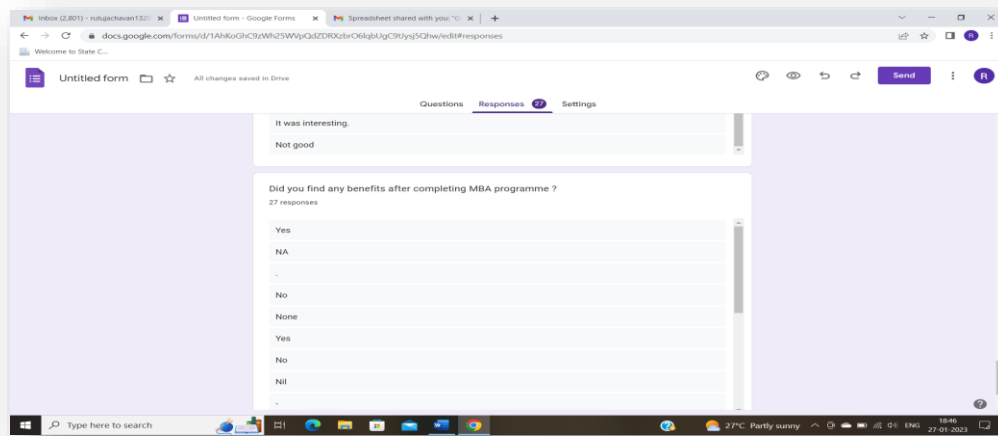 Inbox (2,801) - rutujachavan1320
Untitled form - Google Forms
Spreadsheet shared with you: "G
docs.google.com/forms/d/1AhKoGhC9zWh25WVpQdZDRXzbrO6lqbUgC9tJysj5Qhw/edit#responses
Welcome to State C...
Untitled form
All changes saved in Drive
Send
R
Questions Responses 27 Settings
It was interesting.
Not good
Did you find any benefits after completing MBA programme ?
27 responses
Yes
NA
.
No
None
Yes
No
Nil
-
Type here to search
27°C Partly sunny
ENG
18:46
27-01-2023